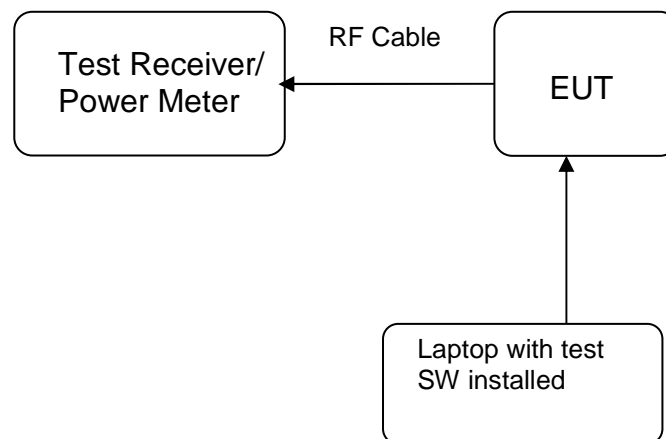 RF Cable
Test Receiver/
Power Meter
EUT
Laptop with test
SW installed